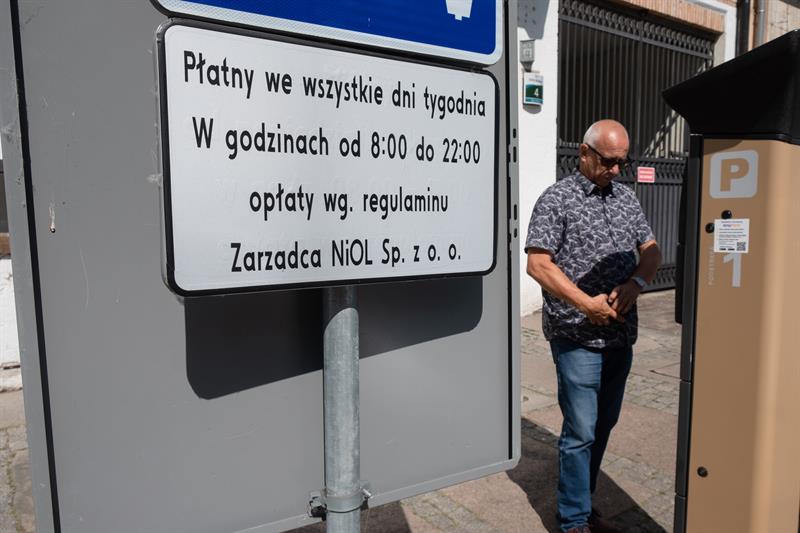 Płatny we wszystkie dni tygodnia
W godzinach od 8:00 do 22:00
opłaty wg. regulaminu
Zarządca NiOL Sp. z o. o.
4
P
1